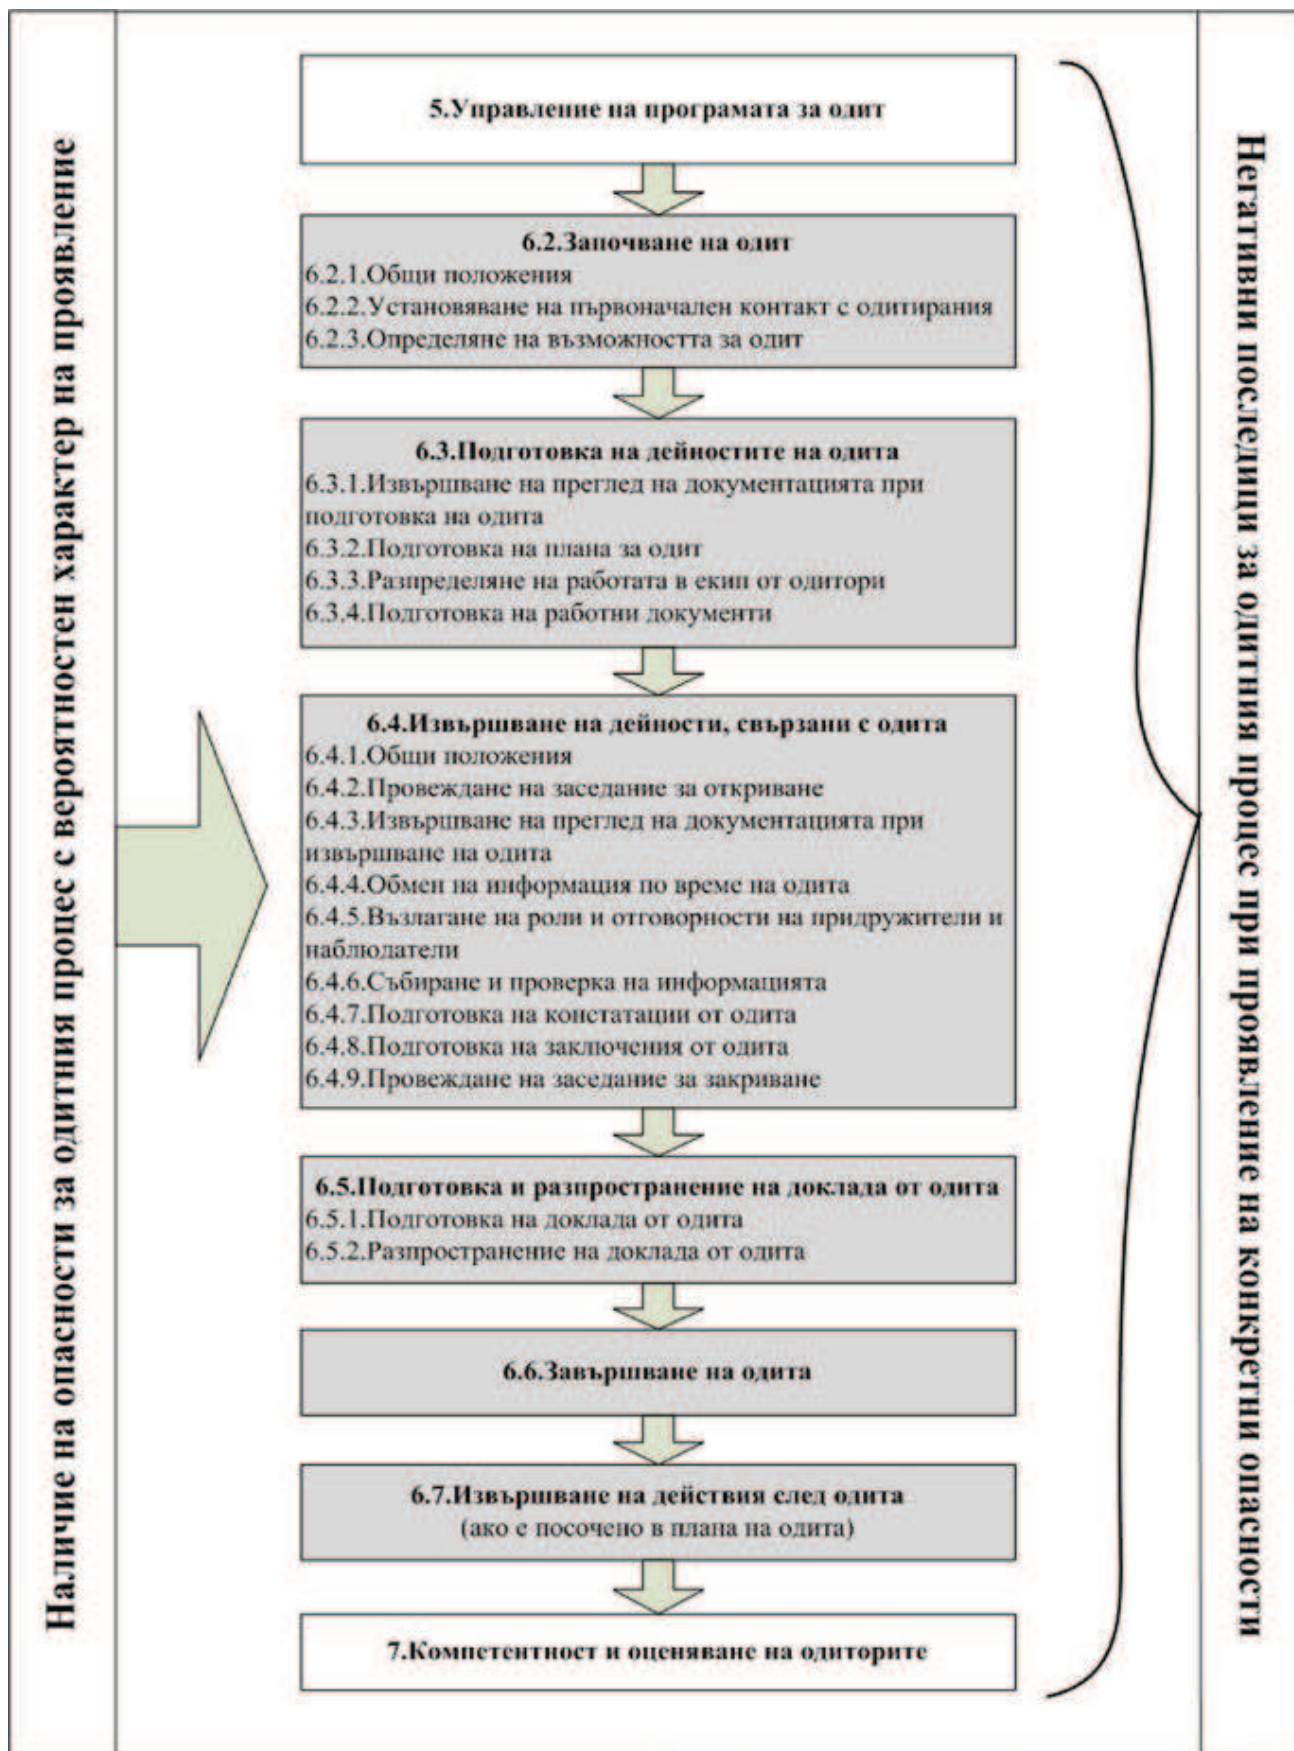 Наличие на опасности за одитния процес с вероятностен характер на проявление
5.Управление на програмата за одит
6.2.Започване на одит
6.2.1.Общи положения
6.2.2.Установяване на първоначален контакт с одитирания
6.2.3.Определяне на възможността за одит
6.3.Подготовка на дейностите на одита
6.3.1.Извършване на преглед на документацията при
подготовка на одита
6.3.2.Подготовка на плана за одит
6.3.3.Разпределяне на работата в екип от одитори
6.3.4.Подготовка на работни документи
6.4.Извършване на дейности, свързани с одита
6.4.1.Общи положения
6.4.2.Провеждане на заседание за откриване
6.4.3.Извършване на преглед на документацията при
извършване на одита
6.4.4.Обмен на информация по време на одита
6.4.5.Възлагане на роли и отговорности на придружители и
наблюдатели
6.4.6.Събиране и проверка на информацията
6.4.7.Подготовка на констатации от одита
6.4.8.Подготовка на заключения от одита
6.4.9.Провеждане на заседание за закриване
6.5.Подготовка и разпространение на доклада от одита
6.5.1.Подготовка на доклада от одита
6.5.2.Разпространение на доклада от одита
6.6.Завършване на одита
6.7.Извършване на действия след одита
(ако е посочено в плана на одита)
7.Компетентност и оценяване на одиторите
Негативни последици за одитния процес при проявление на конкретни опасности